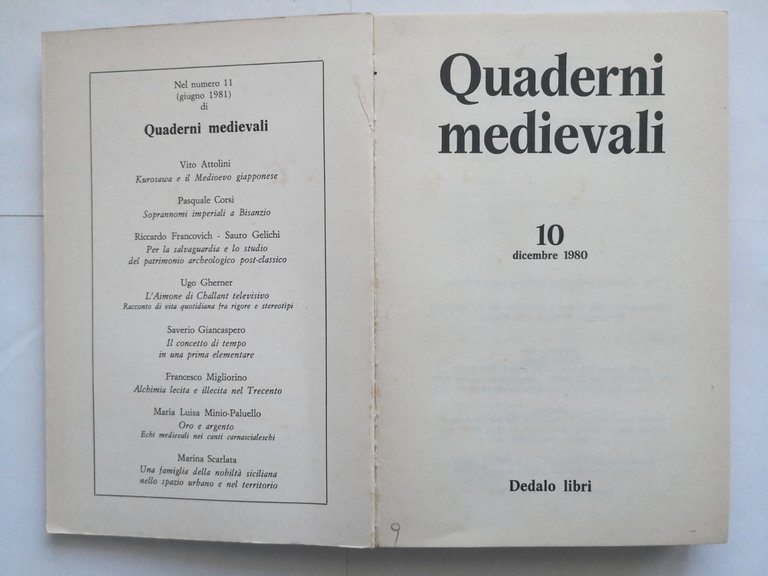 Nel numero 11
(giugno 1981)
di
Quaderni medievali
Vito Attolini
Kurosawa e il Medioevo giapponese
Pasquale Corsi
Soprannomi imperiali a Bisanzio
Riccardo Francovich - Sauro Gelichi
Per la salvaguardia e lo studio
del patrimonio archeologico post-classico
Ugo Gherner
L'Aimone di Challant televisivo
Racconto di vita quotidiana fra rigore e stereotipi
Saverio Giancaspero
Il concetto di tempo
in una prima elementare
Francesco Migliorino
Alchimia lecita e illecita nel Trecento
Maria Luisa Minio-Paluello
Oro e argento
Echi medievali nei canti carnascialeschi
Marina Scarlata
Una famiglia della nobiltà siciliana
nello spazio urbano e nel territorio
Quaderni
medievali
10
dicembre 1980
Dedalo libri
9